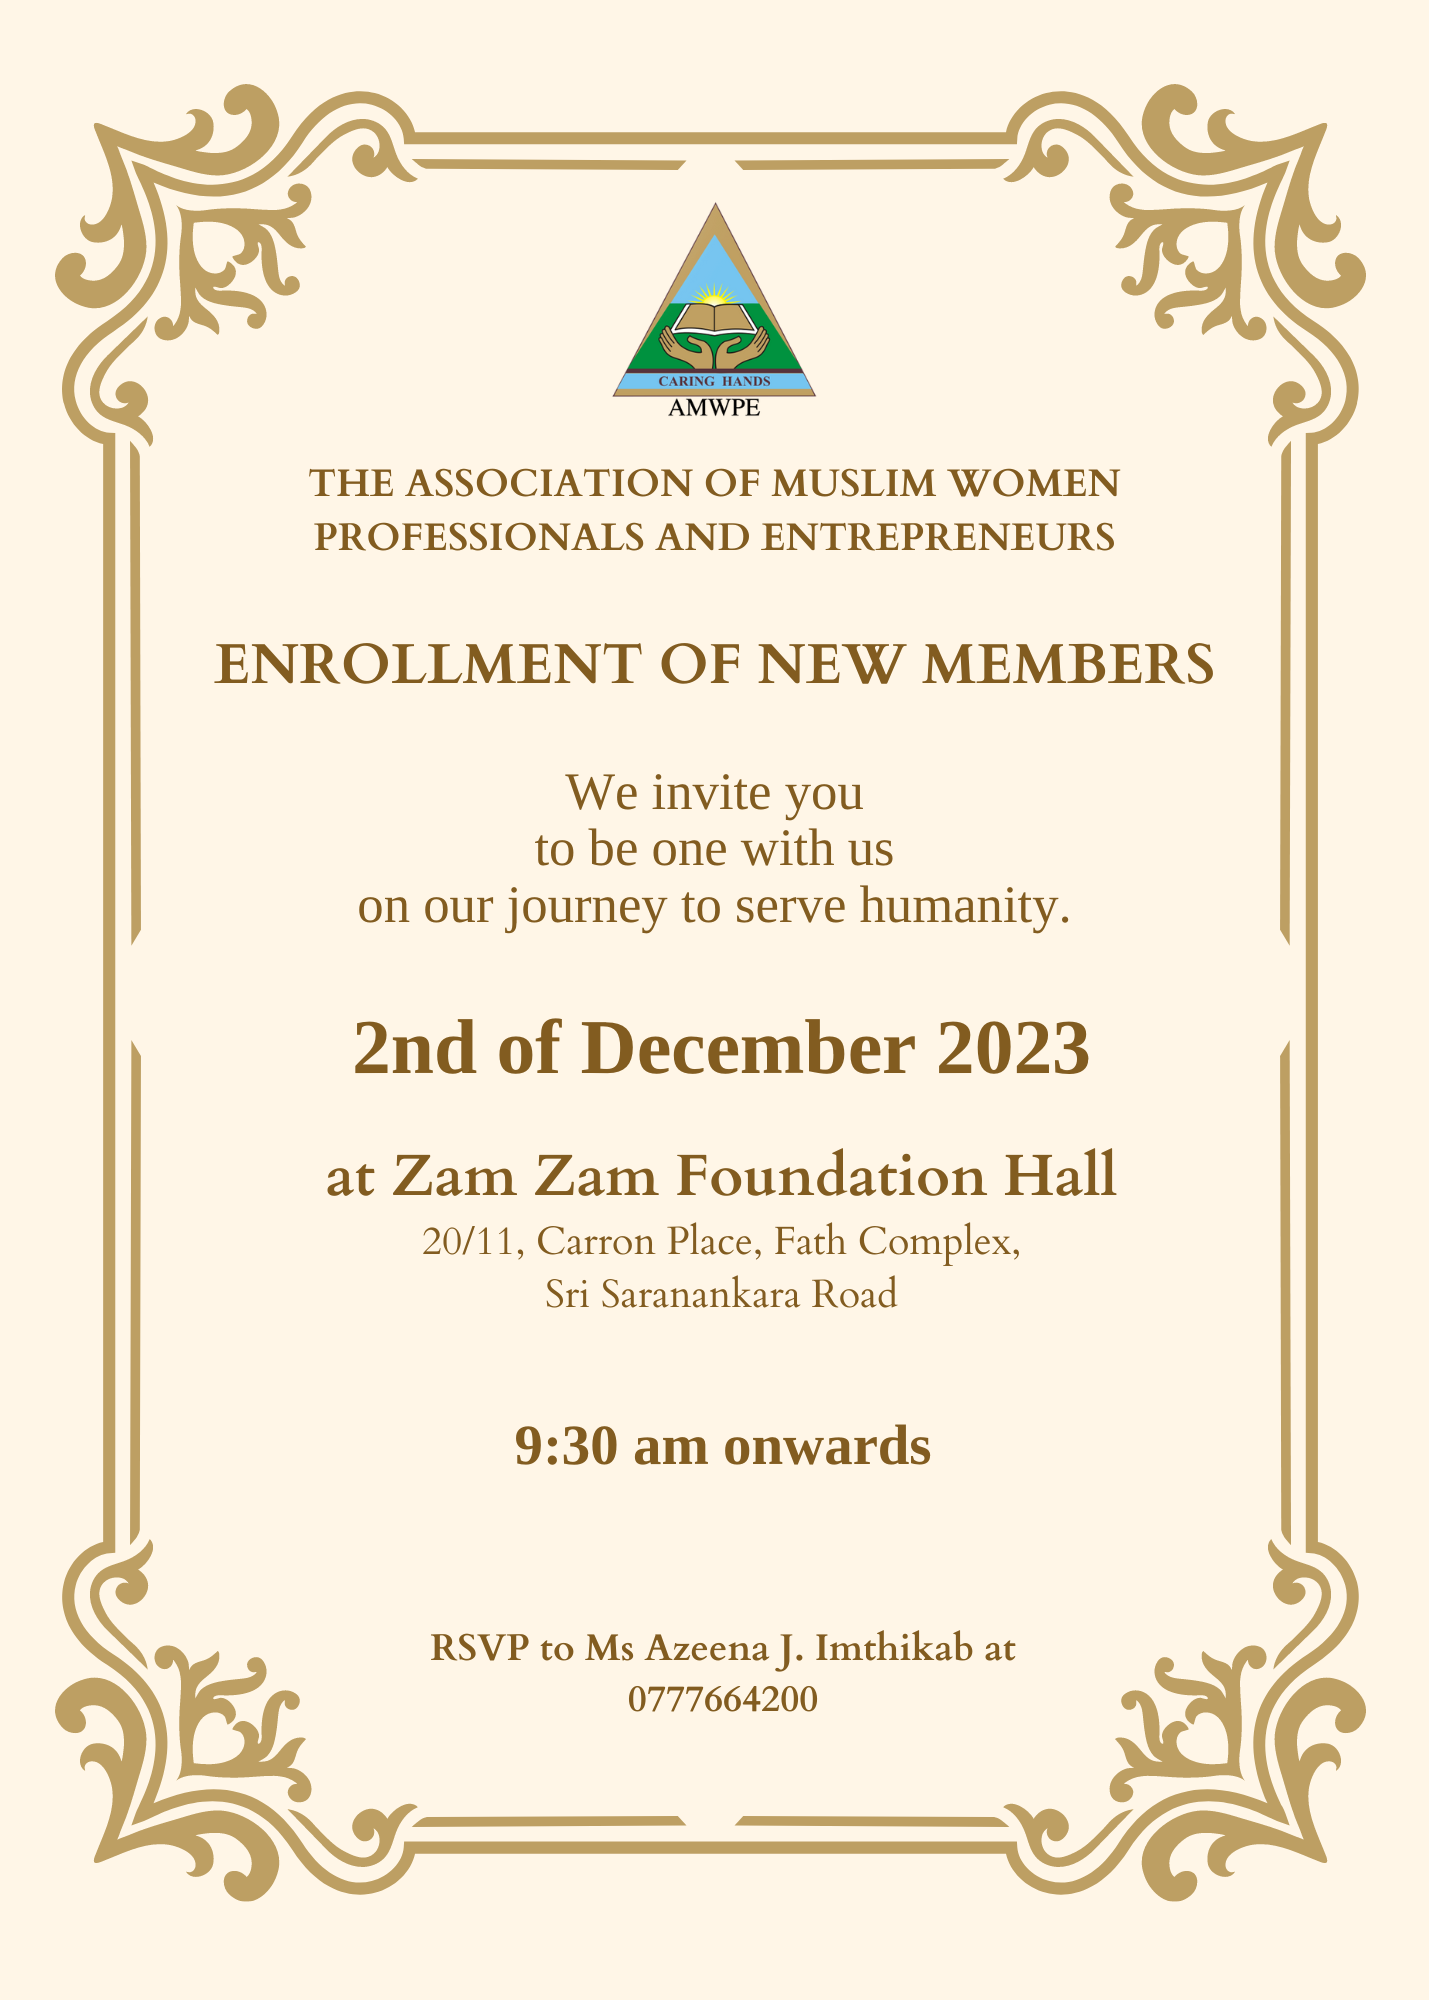 CARING HANDS
AMWPE
THE ASSOCIATION OF MUSLIM WOMEN
PROFESSIONALS AND ENTREPRENEURS
ENROLLMENT OF NEW MEMBERS
We invite you
to be one with us
on our journey to serve humanity.
2nd of December 2023
at Zam Zam Foundation Hall
20/11, Carron Place, Fath Complex,
Sri Saranankara Road
9:30 am onwards
RSVP to Ms Azeena J. Imthikab at
0777664200